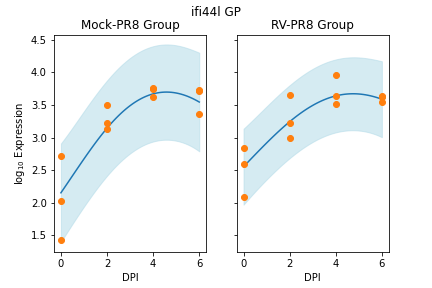 ifi44l GP
Mock-PR8 Group
RV-PR8 Group
log₁₀ Expression
4.5
4.0
3.5
3.0
2.5
2.0
1.5
0 2 4 6
0 2 4 6
DPI
DPI